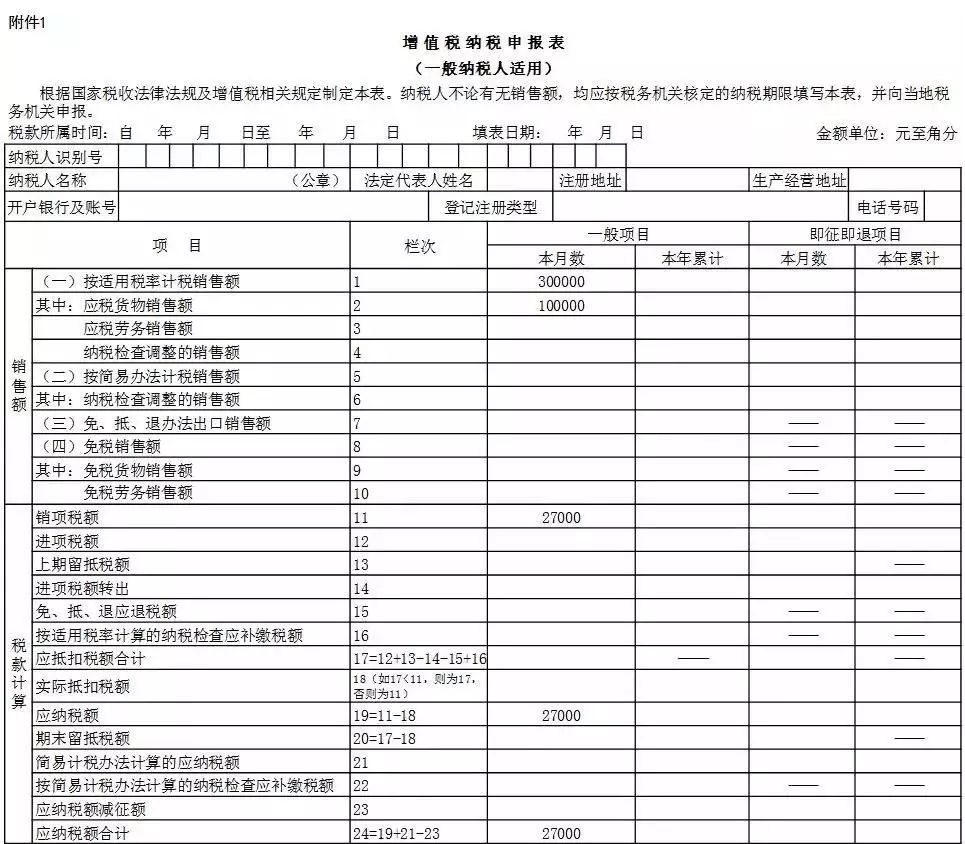 附件1
增值税纳税申报表
（一般纳税人适用）
根据国家税收法律法规及增值税相关规定制定本表。纳税人不论有无销售额，均应按税务机关核定的纳税期限填写本表，并向当地税
务机关申报。
税款所属时间：自 年 月 日至 年 月 日 填表日期： 年 月 日 金额单位：元至角分
纳税人识别号
纳税人名称 （公章） 法定代表人姓名 注册地址 生产经营地址
开户银行及账号 登记注册类型 电话号码
项 目 栏次 一般项目 即征即退项目
本月数 本年累计 本月数 本年累计
销售额
（一）按适用税率计税销售额 1 300000
其中：应税货物销售额 2 100000
应税劳务销售额 3
纳税检查调整的销售额 4
（二）按简易办法计税销售额 5
其中：纳税检查调整的销售额 6
（三）免、抵、退办法出口销售额 7 —— ——
（四）免税销售额 8 —— ——
其中：免税货物销售额 9 —— ——
免税劳务销售额 10 —— ——
税款计算
销项税额 11 27000
进项税额 12
上期留抵税额 13 ——
进项税额转出 14
免、抵、退应退税额 15 —— ——
按适用税率计算的纳税检查应补缴税额 16 —— ——
应抵扣税额合计 17=12+13-14-15+16 —— ——
实际抵扣税额 18（如17<11，则为17，
否则为11）
应纳税额 19=11-18 27000
期末留抵税额 20=17-18 ——
简易计税办法计算的应纳税额 21
按简易计税办法计算的纳税检查应补缴税额 22 —— ——
应纳税额减征额 23
应纳税额合计 24=19+21-23 27000